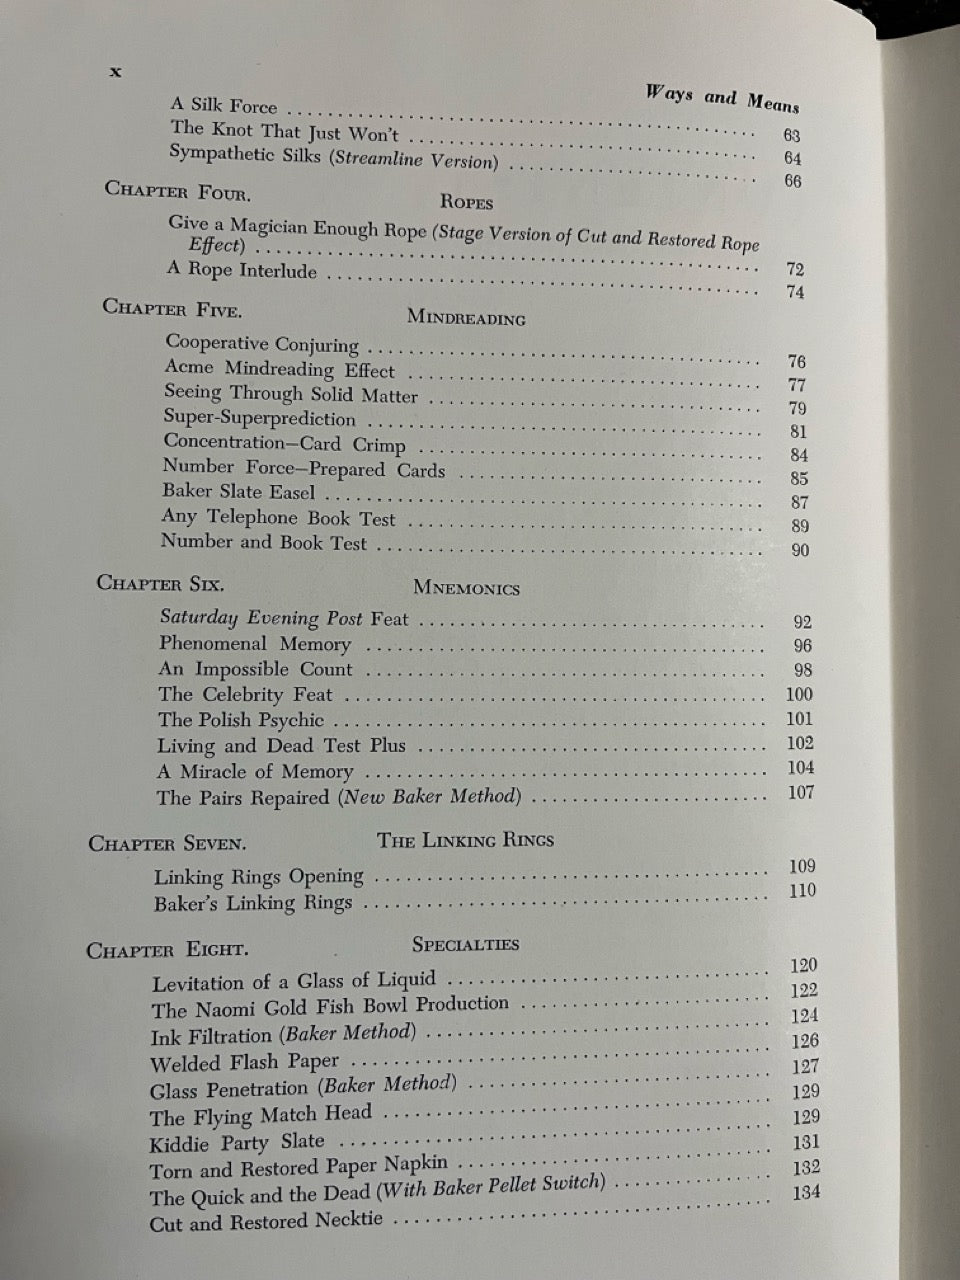 x
Ways and Means
A Silk Force ........................................ 63
The Knot That Just Won't ........................................ 64
Sympathetic Silks (Streamline Version) ........................................ 66
Chapter Four. Ropes
Give a Magician Enough Rope (Stage Version of Cut and Restored Rope
Effect) ........................................ 72
A Rope Interlude ........................................ 74
Chapter Five. Mindreading
Cooperative Conjuring ........................................ 76
Acme Mindreading Effect ........................................ 77
Seeing Through Solid Matter ........................................ 79
Super-Superprediction ........................................ 81
Concentration—Card Crimp ........................................ 84
Number Force—Prepared Cards ........................................ 85
Baker Slate Easel ........................................ 87
Any Telephone Book Test ........................................ 89
Number and Book Test ........................................ 90
Chapter Six. Mnemonics
Saturday Evening Post Feat ........................................ 92
Phenomenal Memory ........................................ 96
An Impossible Count ........................................ 98
The Celebrity Feat ........................................ 100
The Polish Psychic ........................................ 101
Living and Dead Test Plus ........................................ 102
A Miracle of Memory ........................................ 104
The Pairs Repaired (New Baker Method) ........................................ 107
Chapter Seven. The Linking Rings
Linking Rings Opening ........................................ 109
Baker's Linking Rings ........................................ 110
Chapter Eight. Specialties
Levitation of a Glass of Liquid ........................................ 120
The Naomi Gold Fish Bowl Production ........................................ 122
Ink Filtration (Baker Method) ........................................ 124
Welded Flash Paper ........................................ 126
Glass Penetration (Baker Method) ........................................ 127
The Flying Match Head ........................................ 129
Kiddie Party Slate ........................................ 129
Torn and Restored Paper Napkin ........................................ 131
The Quick and the Dead (With Baker Pellet Switch) ........................................ 132
Cut and Restored Necktie ........................................ 134